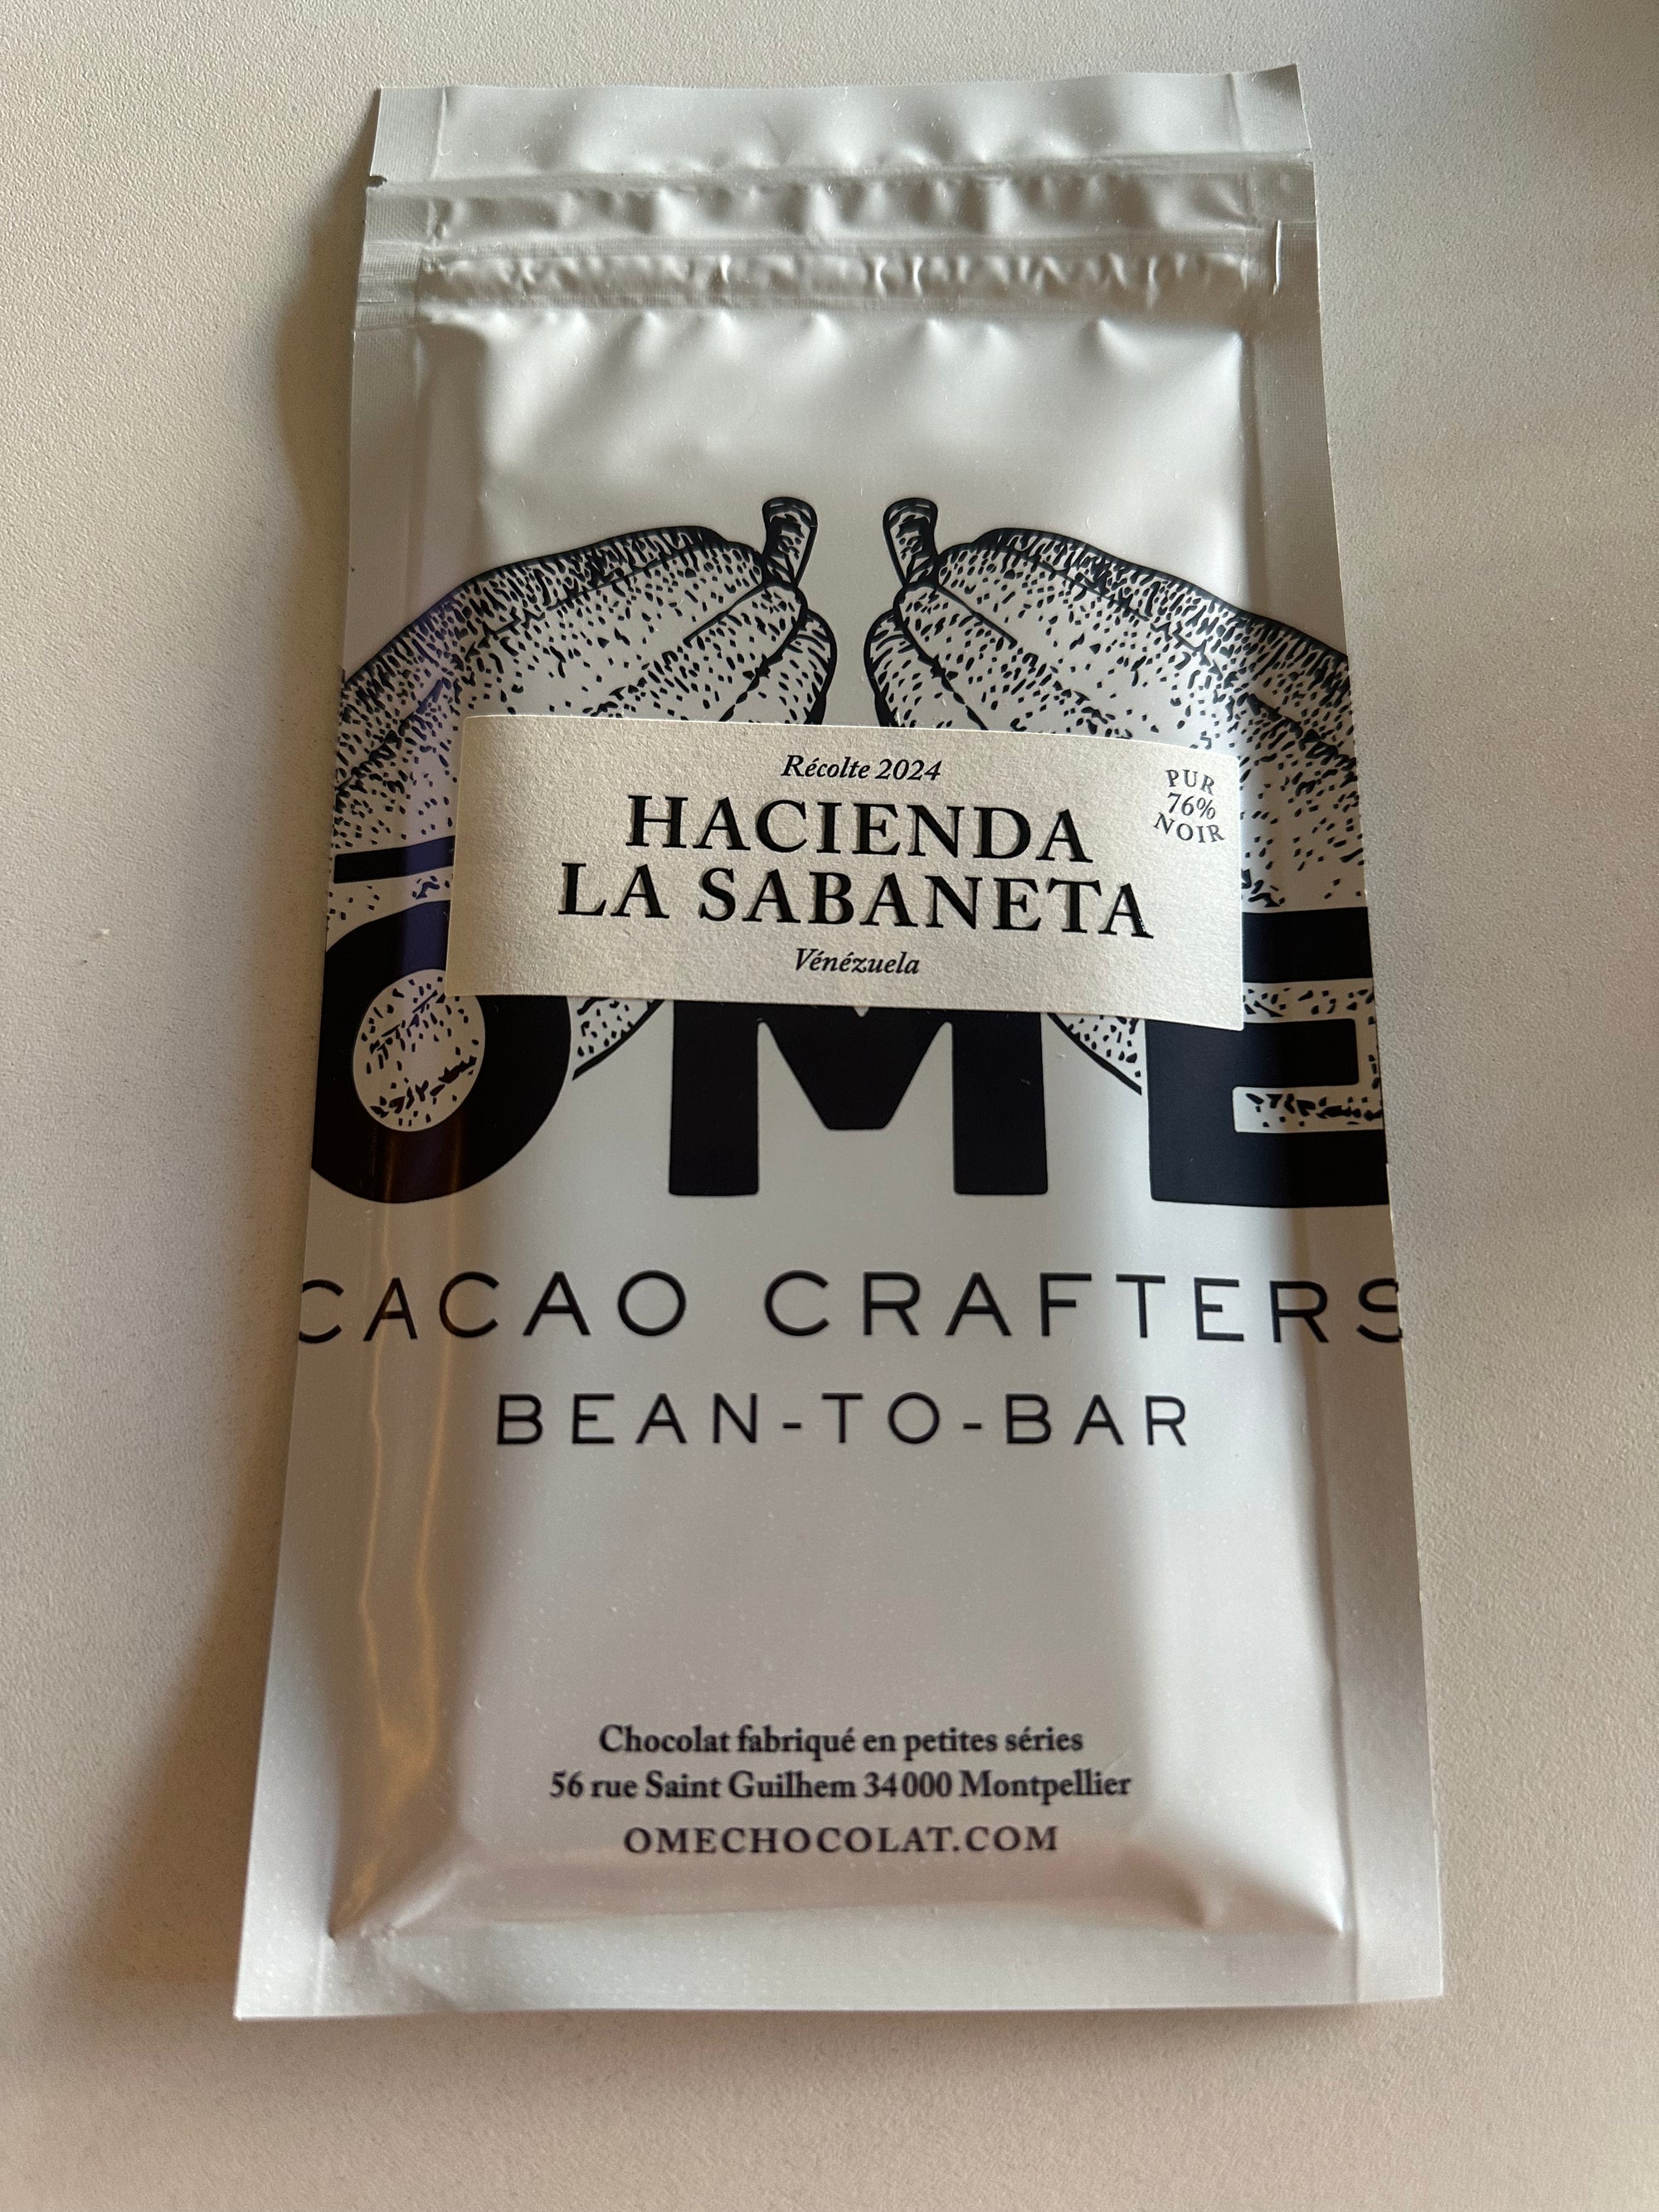 Récolte 2024
HACIENDA
LA SABANETA
Vénézuela
PUR
76%
NOIR
ŌME
CACAO CRAFTERS
BEAN-TO-BAR
Chocolat fabriqué en petites séries
56 rue Saint Guilhem 34000 Montpellier
OMECHOCOLAT.COM